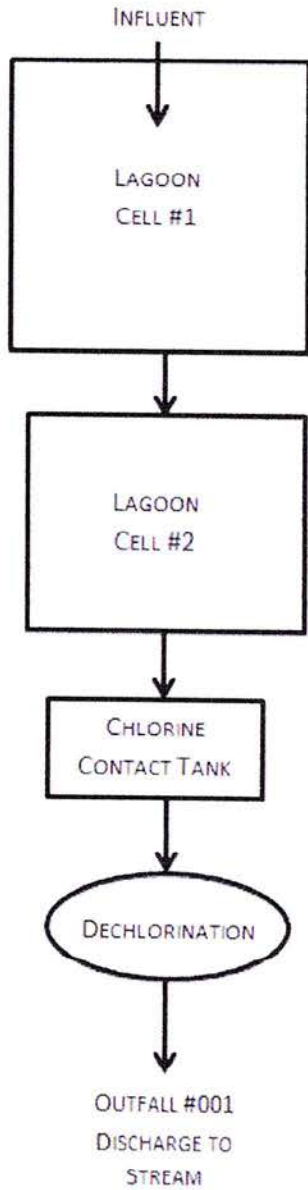 INFLUENT
LAGOON
CELL #1
LAGOON
CELL #2
CHLORINE
CONTACT TANK
DECHLORINATION
OUTFALL #001
DISCHARGE TO
STREAM